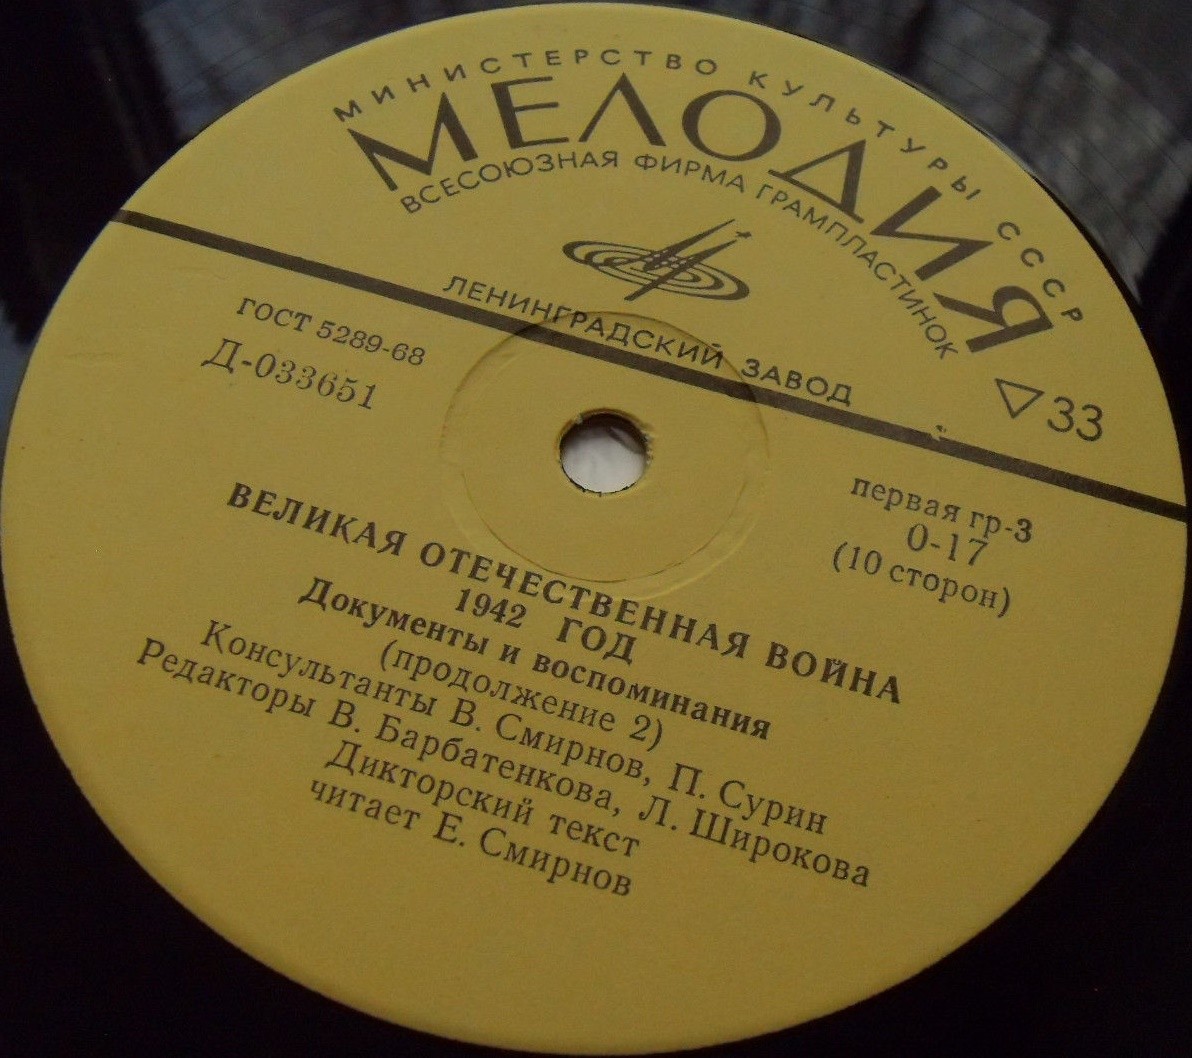 МИНИСТЕРСТВО КУЛЬТУРЫ СССР
МЕЛОДИЯ
ВСЕСОЮЗНАЯ ФИРМА ГРАМПЛАСТИНОК
ЛЕНИНГРАДСКИЙ ЗАВОД
33
ГОСТ 5289-68
Д-033651
первая гр-3
0-17
(10 сторон)
ВЕЛИКАЯ ОТЕЧЕСТВЕННАЯ ВОЙНА
1942 ГОД
Документы и воспоминания
(продолжение 2)
Консультанты В. Смирнов, П. Сурин
Редакторы В. Барбатенкова, Л. Широкова
Дикторский текст
читает Е. Смирнов